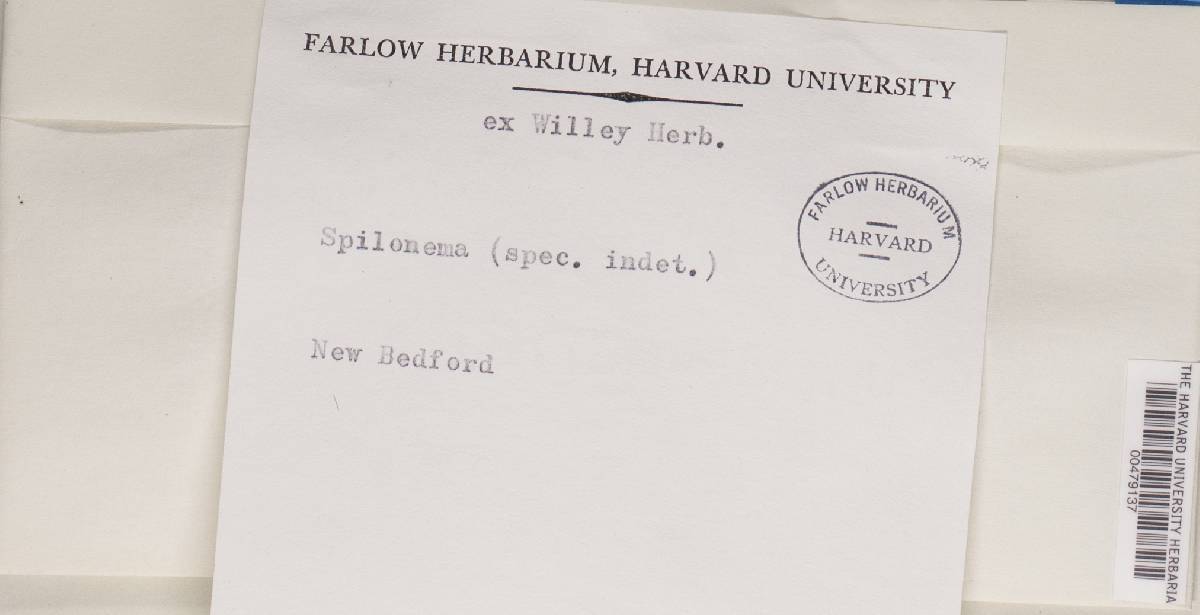 FARLOW HERBARIUM, HARVARD UNIVERSITY
ex Willey Herb.
FARLOW HERBARIUM
HARVARD
UNIVERSITY
Spilonema (spec. indet.)
New Bedford
THE HARVARD UNIVERSITY HERBARIA
00479137